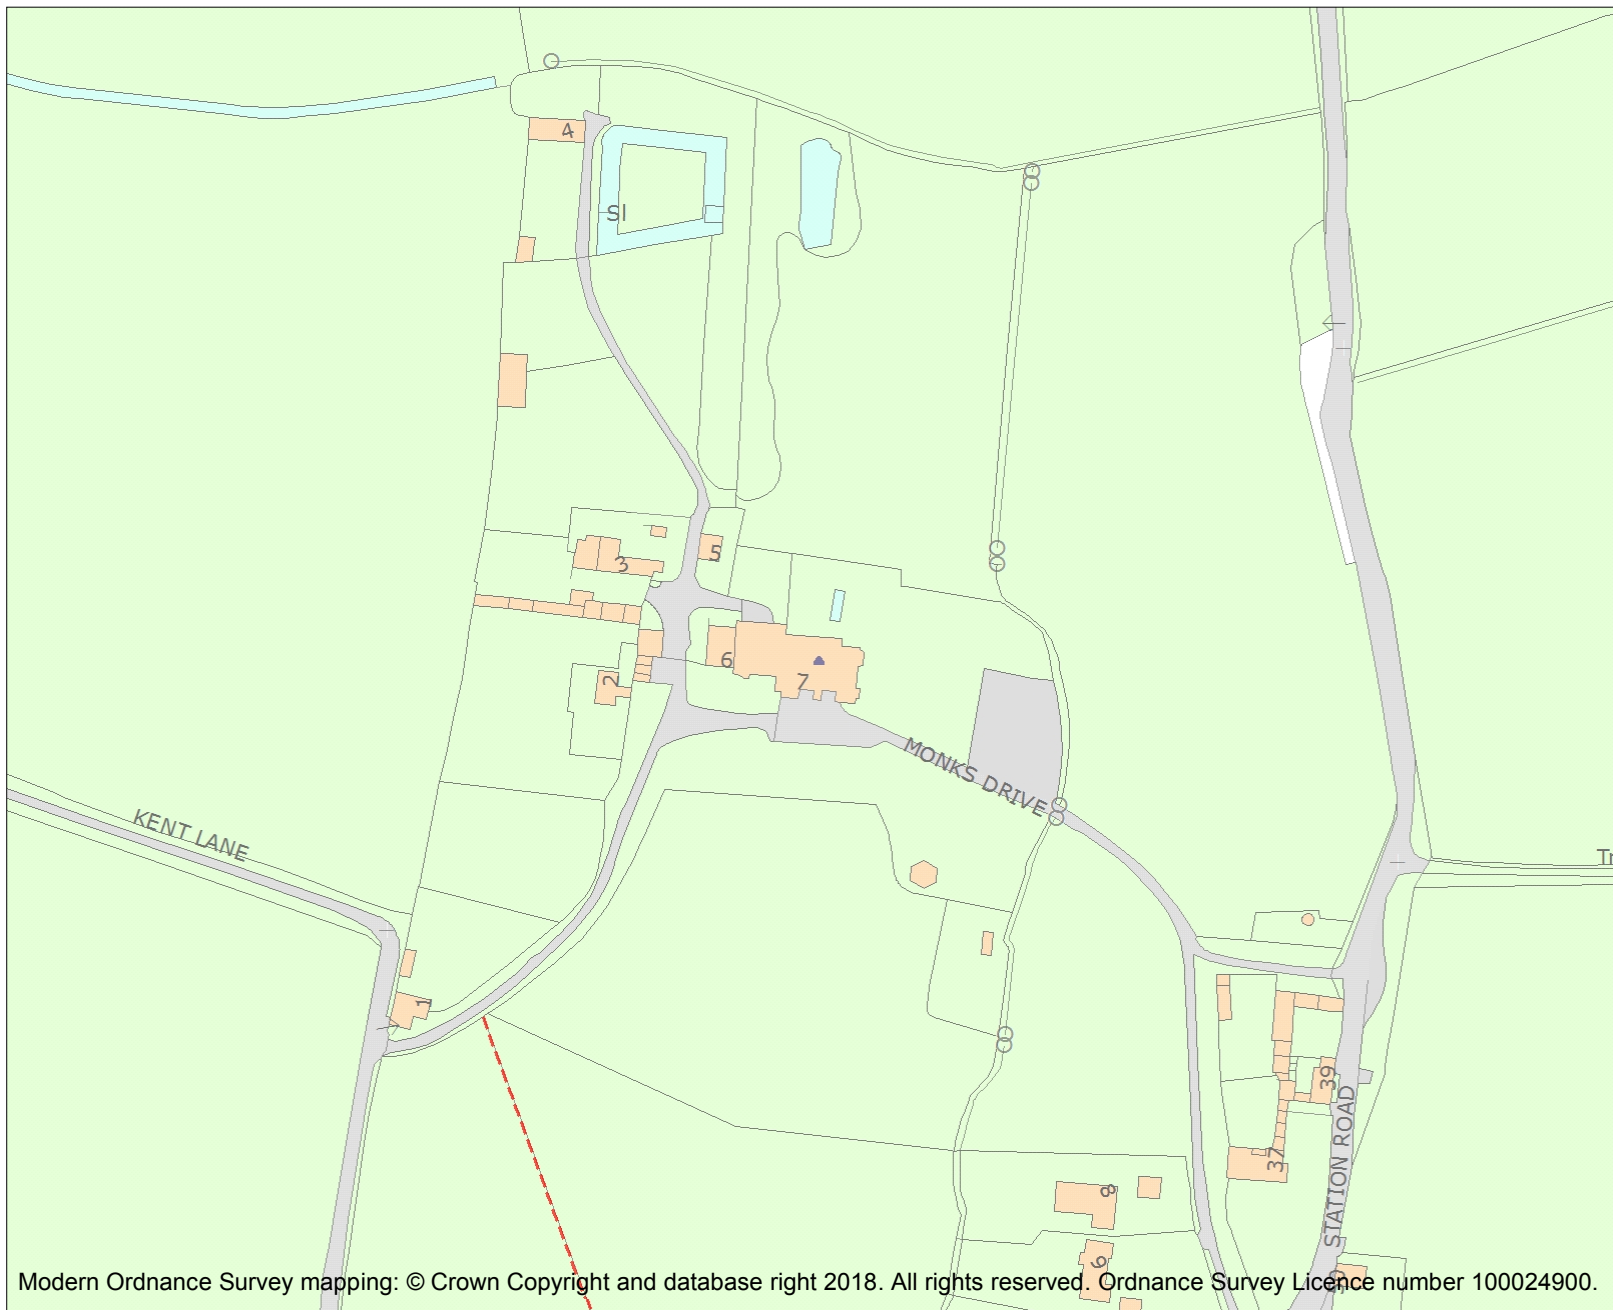 4
Sl
5
3
6
7
2
MONKS DRIVE
KENT LANE
Tr
1
39
37
STATION ROAD
8
9
Modern Ordnance Survey mapping: © Crown Copyright and database right 2018. All rights reserved. Ordnance Survey Licence number 100024900.